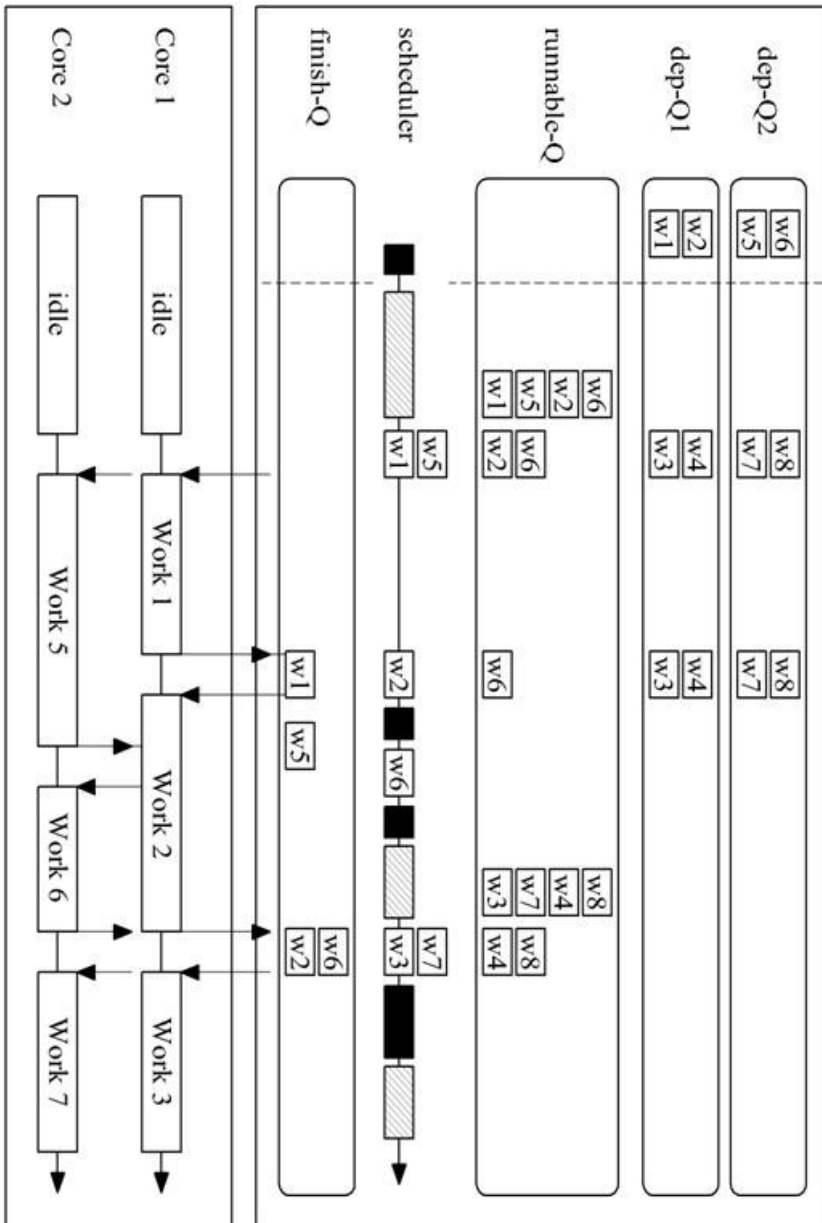 dep-Q2
w6 w8 w8
w5 w7 w7
dep-Q1
w2 w4 w4
w1 w3 w3
runnable-Q
w6 w8
w2 w4
w5 w6 w7 w8
w1 w2 w6 w3 w4
scheduler
w5 w7
w1 w2 w6 w3
finish-Q
w6
w1 w5 w2
Core 1 idle Work 1 Work 2 Work 3
Core 2 idle Work 5 Work 6 Work 7